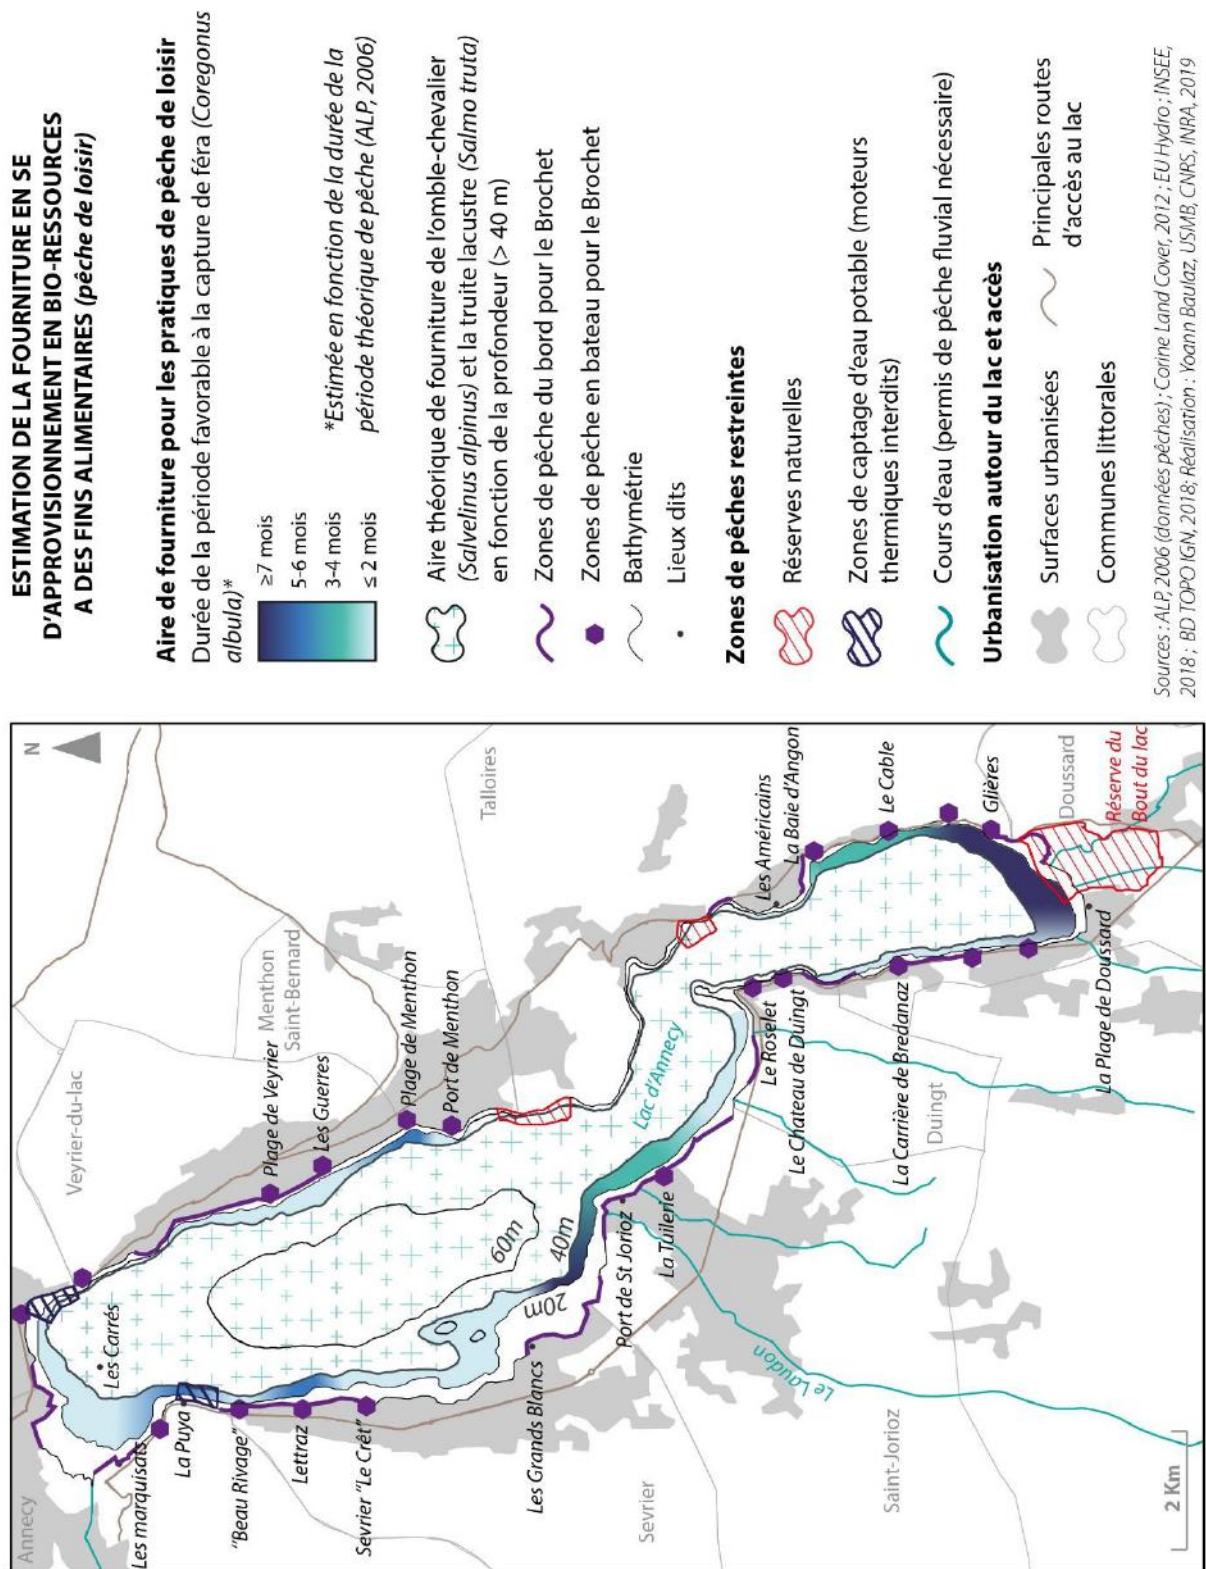 ESTIMATION DE LA FOURNITURE EN SE
D'APPROVISIONNEMENT EN BIO-RESSOURCES
A DES FINS ALIMENTAIRES (pêche de loisir)
Aire de fourniture pour les pratiques de pêche de loisir
Durée de la période favorable à la capture de féra (Coregonus
albula)*
≥7 mois
5-6 mois
3-4 mois
≤ 2 mois
*Estimée en fonction de la durée de la
période théorique de pêche (ALP, 2006)
Aire théorique de fourniture de l'omble-chevalier
(Salvelinus alpinus) et la truite lacustre (Salmo truta)
en fonction de la profondeur (> 40 m)
Zones de pêche du bord pour le Brochet
Zones de pêche en bateau pour le Brochet
Bathymétrie
Lieux dits
Zones de pêches restreintes
Réserves naturelles
Zones de captage d'eau potable (moteurs
thermiques interdits)
Cours d'eau (permis de pêche fluvial nécessaire)
Urbanisation autour du lac et accès
Surfaces urbanisées
Principales routes
d'accès au lac
Communes littorales
Sources : ALP, 2006 (données pêches) ; Corine Land Cover, 2012 ; EU Hydro ; INSEE,
2018 ; BD TOPO IGN, 2018; Réalisation : Yoann Baulaz, USMB, CNRS, INRA, 2019
N
Annecy
Veyrier-du-lac
Menthon
Saint-Bernard
Talloires
Les Carrés
Les marquisats
La Puya
"Beau Rivage"
Lettraz
Sevrier "Le Crêt"
Plage de Veyrier
Les Guerres
Plage de Menthon
Port de Menthon
60m
40m
20m
Lac d'Annecy
Les Grands Blancs
Port de St Jorioz
La Tuilerie
Le Roselet
Le Chateau de Duingt
La Carrière de Bredanaz
La Plage de Doussard
Les Américains
La Baie d'Angon
Le Cable
Glières
Doussard
Réserve du
Bout du lac
Duingt
Le Laudon
Sevrier
Saint-Jorioz
2 Km